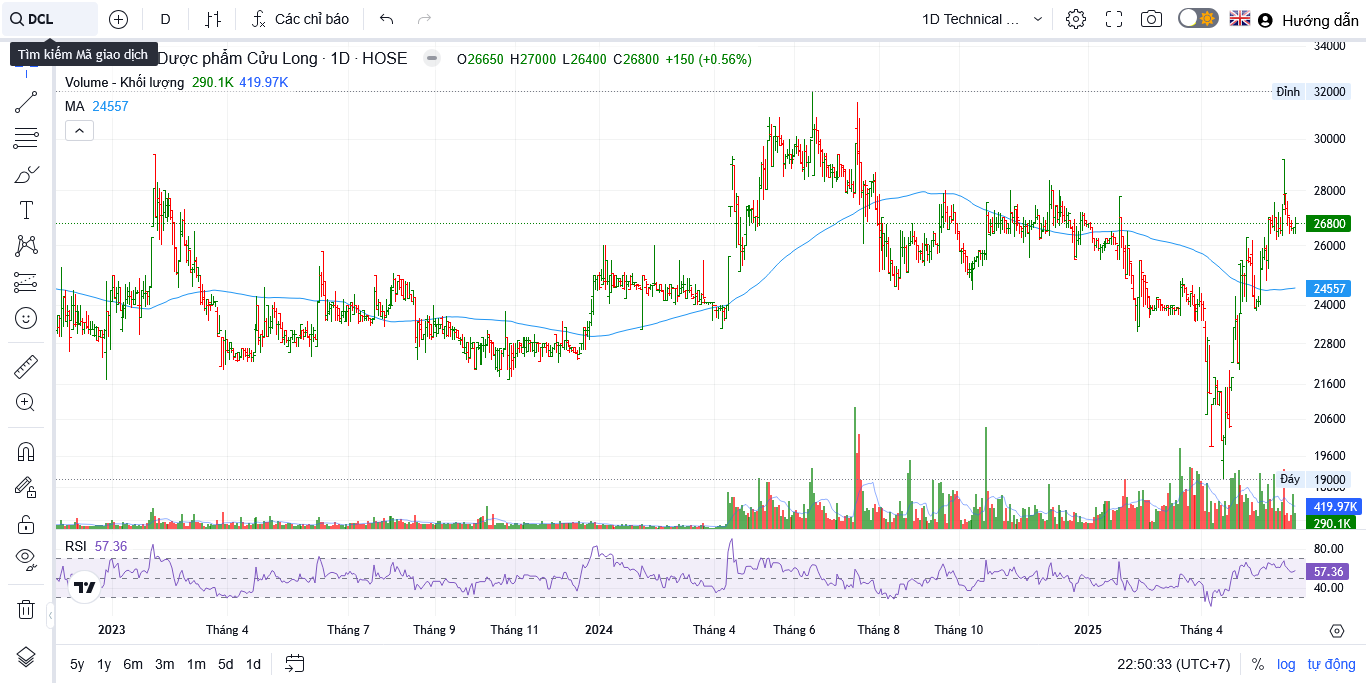 DCL
D
Các chỉ báo
1D Technical ...
Hướng dẫn
Tìm kiếm Mã giao dịch
Dược phẩm Cửu Long · 1D · HOSE
O26650 H27000 L26400 C26800 +150 (+0.56%)
Volume - Khối lượng 290.1K 419.97K
MA 24557
34000
Đỉnh 32000
30000
28000
26800
26000
24557
24000
22800
21600
20600
19600
Đáy 19000
419.97K
290.1K
RSI 57.36
80.00
57.36
40.00
2023 Tháng 4 Tháng 7 Tháng 9 Tháng 11 2024 Tháng 4 Tháng 6 Tháng 8 Tháng 10 2025 Tháng 4
5y 1y 6m 3m 1m 5d 1d
22:50:33 (UTC+7) % log tự động